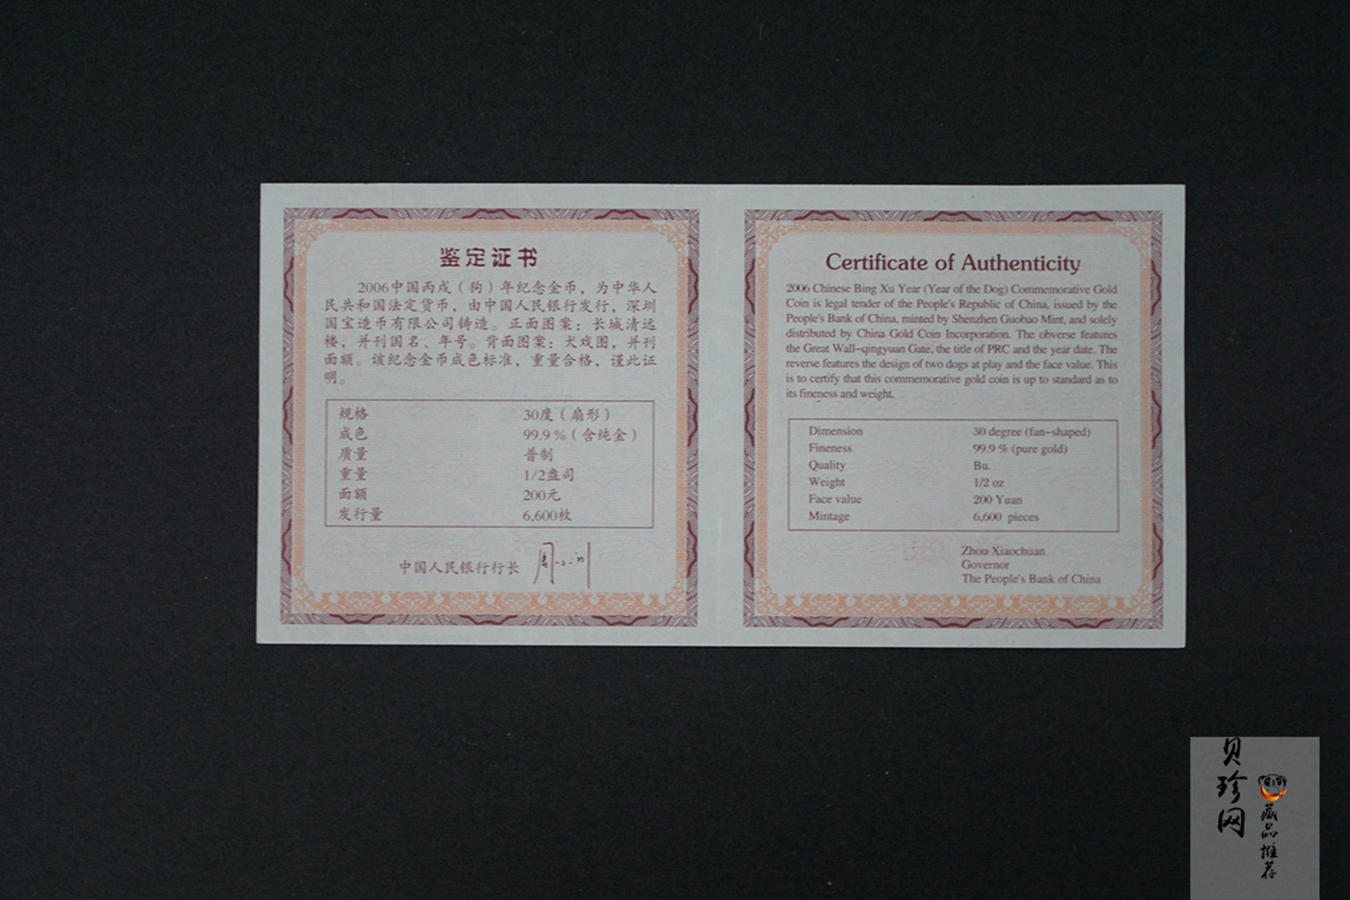 鉴定证书
2006中国丙戌（狗）年纪念金币，为中华人
民共和国法定货币，由中国人民银行发行，深圳
国宝造币有限公司铸造。正面图案：长城清远
楼，并刊国名、年号。背面图案：犬戏图，并刊
面额。该纪念金币成色标准，重量合格，谨此证
明。
规格 30度（扇形）
成色 99.9%（含纯金）
质量 普制
重量 1/2盎司
面额 200元
发行量 6,600枚
中国人民银行行长
Certificate of Authenticity
2006 Chinese Bing Xu Year (Year of the Dog) Commemorative Gold
Coin is legal tender of the People's Republic of China, issued by the
People's Bank of China, minted by Shenzhen Guobao Mint, and solely
distributed by China Gold Coin Incorporation. The obverse features
the Great Wall-qingyuan Gate, the title of PRC and the year date. The
reverse features the design of two dogs at play and the face value. This
is to certify that this commemorative gold coin is up to standard as to
its fineness and weight.
Dimension 30 degree (fan-shaped)
Fineness 99.9 % (pure gold)
Quality Bu.
Weight 1/2 oz
Face value 200 Yuan
Mintage 6,600 pieces
Zhou Xiaochuan
Governor
The People's Bank of China
贝珍网
藏品推荐